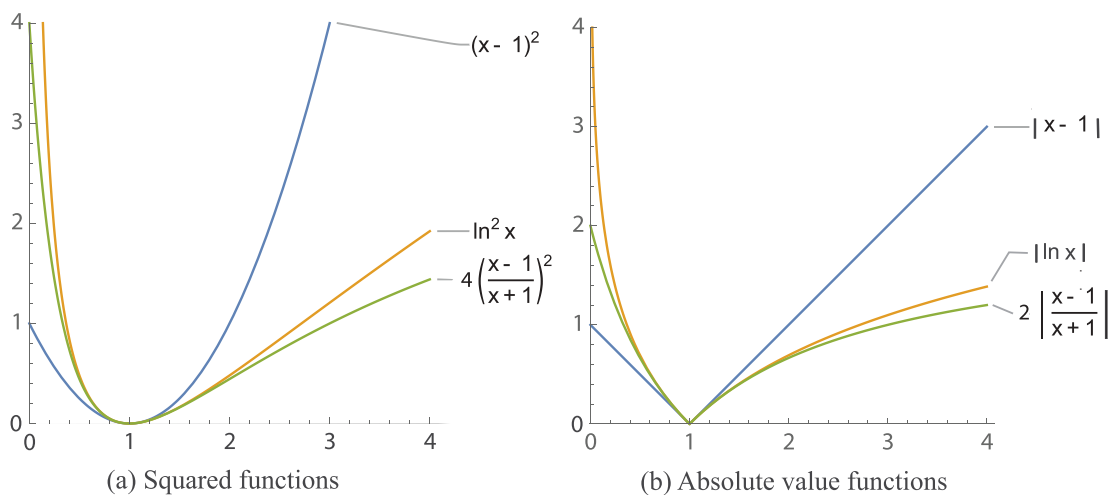 4
3
2
1
0
0 1 2 3 4
(x - 1)²
ln² x
4 ((x - 1)/(x + 1))²
(a) Squared functions
4
3
2
1
0
0 1 2 3 4
|x - 1|
|ln x|
2 |(x - 1)/(x + 1)|
(b) Absolute value functions